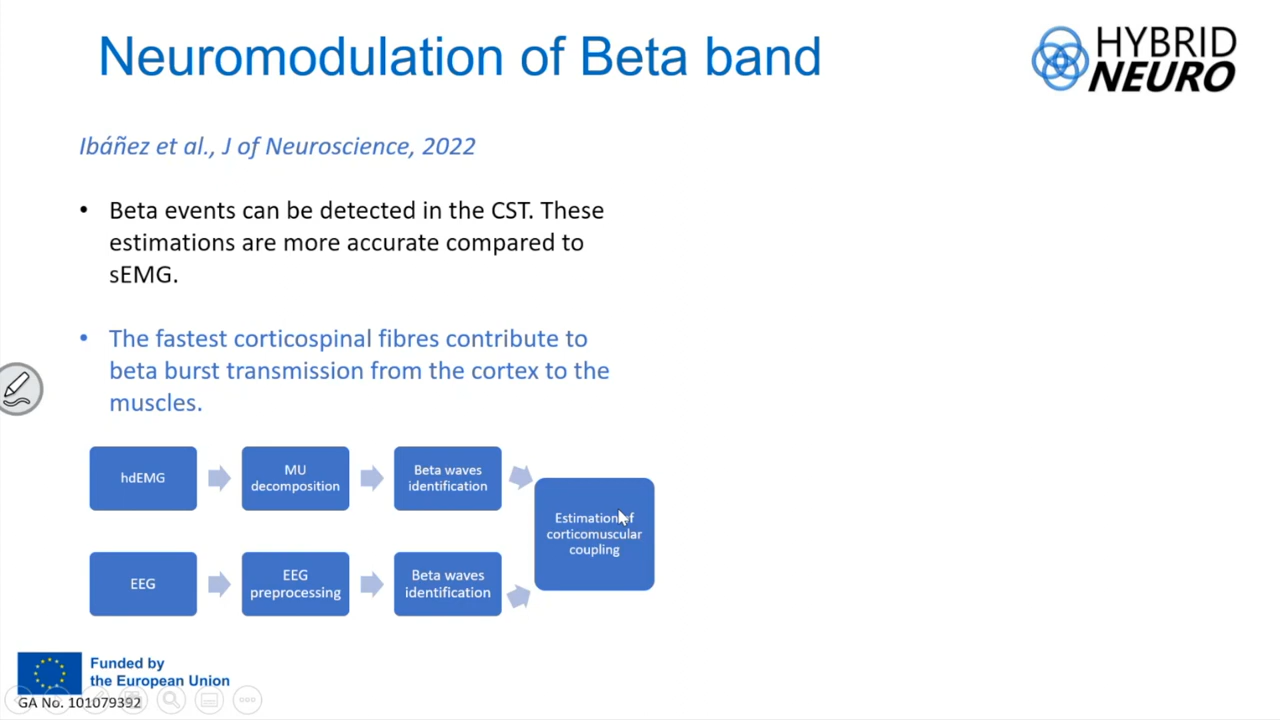 Neuromodulation of Beta band
HYBRID
NEURO
Ibáñez et al., J of Neuroscience, 2022
• Beta events can be detected in the CST. These
estimations are more accurate compared to
sEMG.
• The fastest corticospinal fibres contribute to
beta burst transmission from the cortex to the
muscles.
hdEMG
MU
decomposition
Beta waves
identification
Estimation of
corticomuscular
coupling
EEG
EEG
preprocessing
Beta waves
identification
Funded by
the European Union
GA No. 101079392